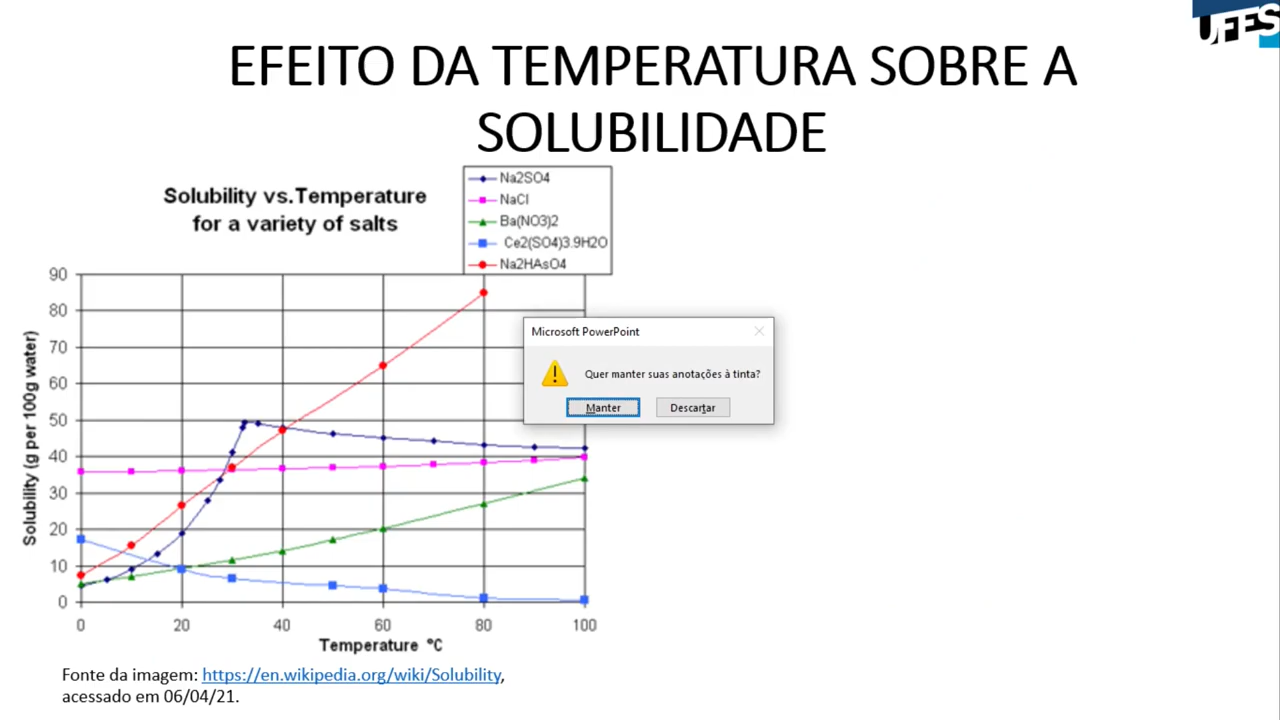 UFES
EFEITO DA TEMPERATURA SOBRE A
SOLUBILIDADE
Solubility vs.Temperature
for a variety of salts
Na2SO4
NaCl
Ba(NO3)2
Ce2(SO4)3.9H2O
Na2HAsO4
90
80
70
60
50
40
30
20
10
0
Solubility (g per 100g water)
0 20 40 60 80 100
Temperature °C
Microsoft PowerPoint
Quer manter suas anotações à tinta?
Manter Descartar
Fonte da imagem: https://en.wikipedia.org/wiki/Solubility,
acessado em 06/04/21.